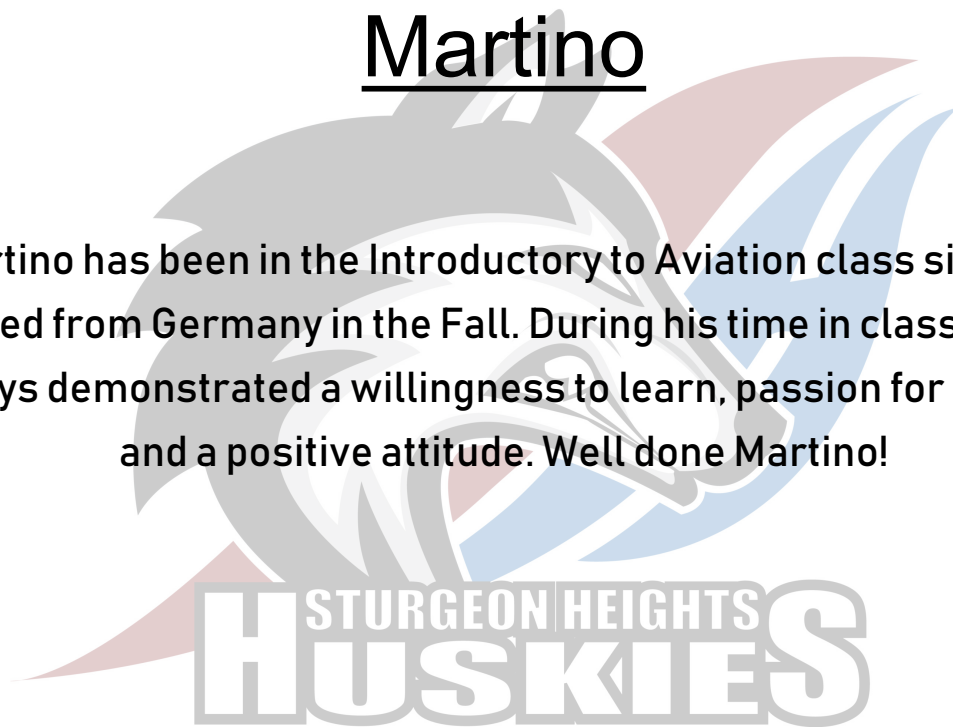 Martino
rtino has been in the Introductory to Aviation class si
ed from Germany in the Fall. During his time in class
ys demonstrated a willingness to learn, passion for
and a positive attitude. Well done Martino!
STURGEON HEIGHTS
HUSKIES